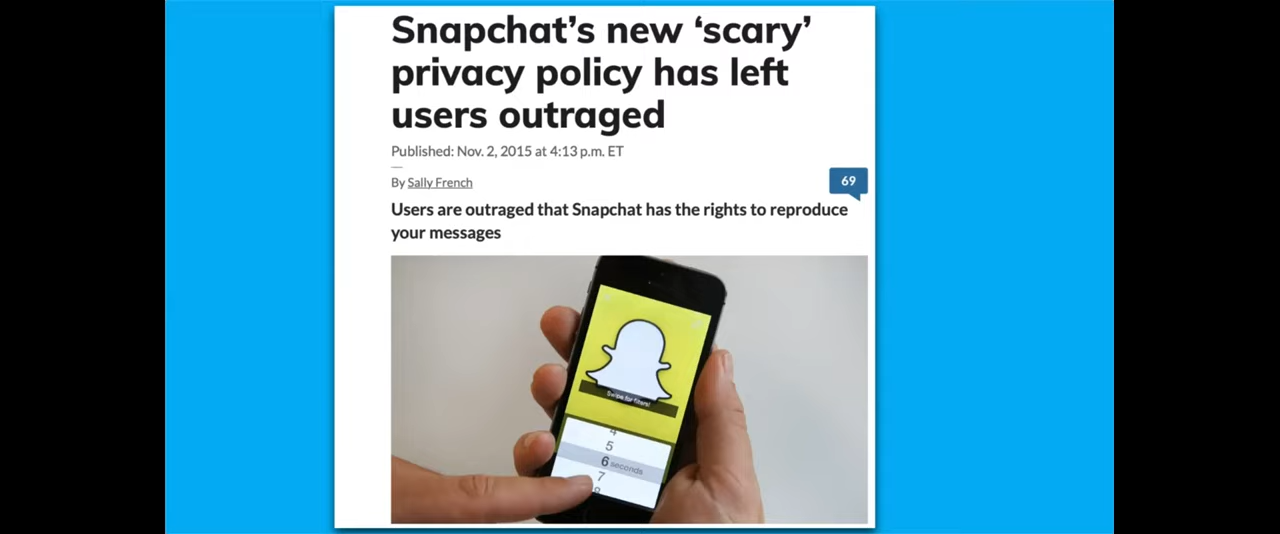 Snapchat’s new ‘scary’
privacy policy has left
users outraged
Published: Nov. 2, 2015 at 4:13 p.m. ET
By Sally French
69
Users are outraged that Snapchat has the rights to reproduce
your messages
Swipe for filters!
4
5
6 seconds
7
8